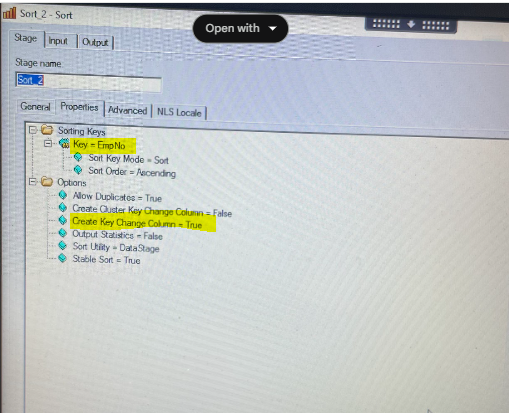 Sort_2 - Sort
Open with
Stage Input Output
Stage name
Sort_2
General Properties Advanced NLS Locale
Sorting Keys
Key = EmpNo
Sort Key Mode = Sort
Sort Order = Ascending
Options
Allow Duplicates = True
Create Cluster Key Change Column = False
Create Key Change Column = True
Output Statistics = False
Sort Utility = DataStage
Stable Sort = True